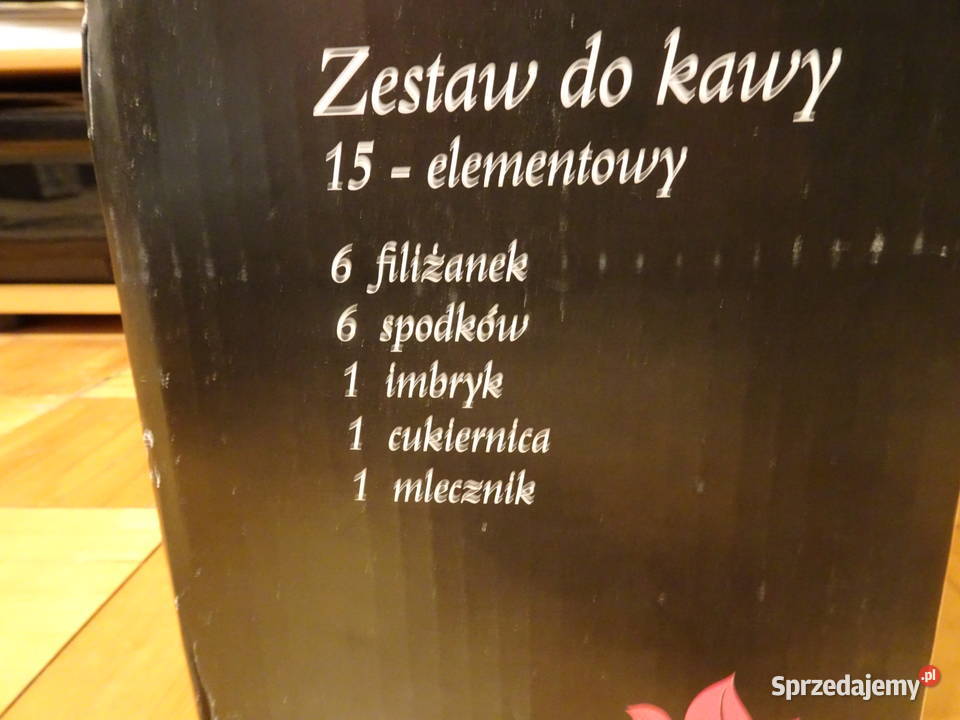 Zestaw do kawy
15 - elementowy
6 filiżanek
6 spodków
1 imbryk
1 cukiernica
1 mlecznik
Sprzedajemy.pl